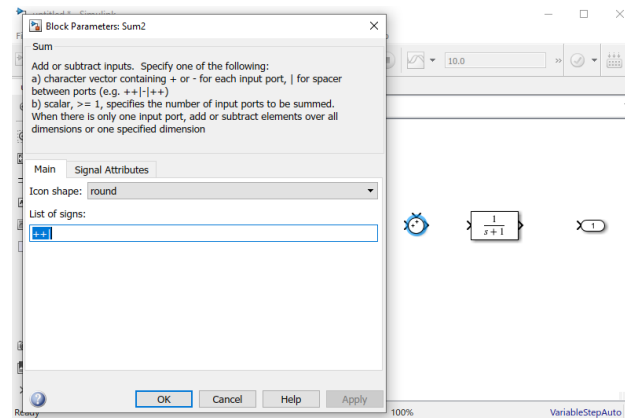 Block Parameters: Sum2
Sum
Add or subtract inputs. Specify one of the following:
a) character vector containing + or - for each input port, | for spacer
between ports (e.g. ++|-|++)
b) scalar, >= 1, specifies the number of input ports to be summed.
When there is only one input port, add or subtract elements over all
dimensions or one specified dimension
Main Signal Attributes
Icon shape: round
List of signs:
++|
OK Cancel Help Apply
10.0 »
1
s + 1
1
Ready 100% VariableStepAuto